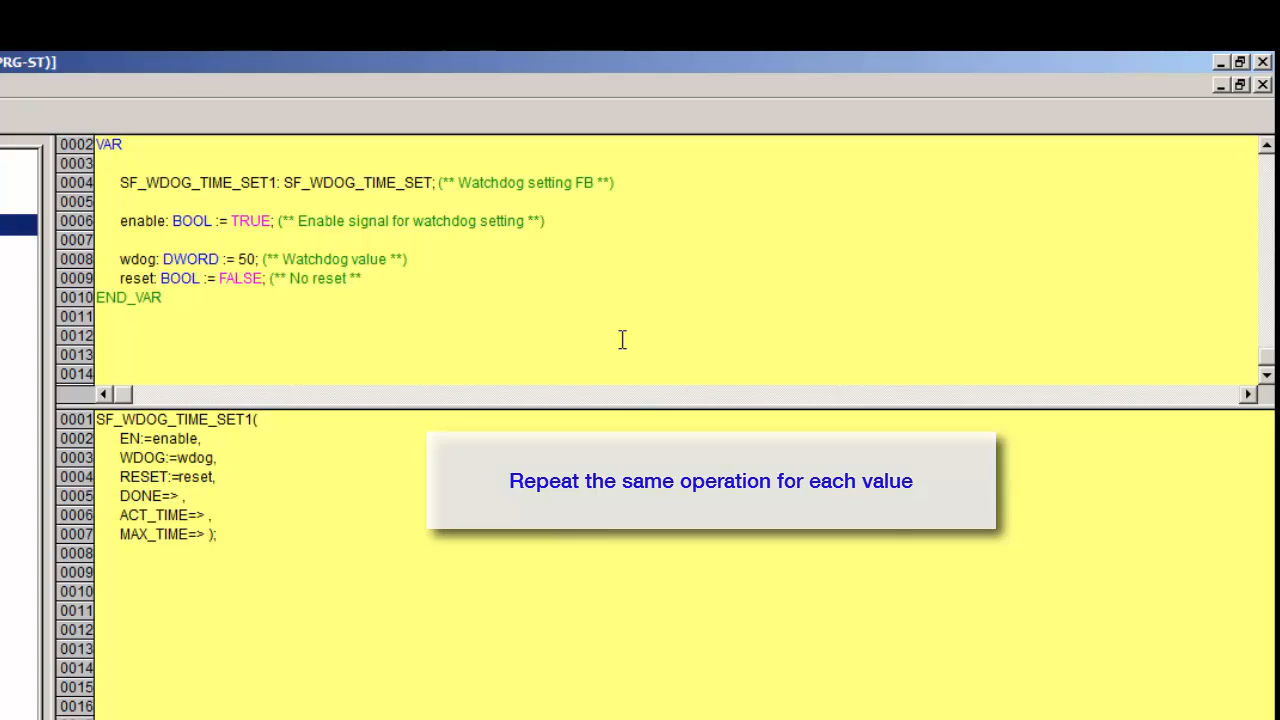 PRG-ST)]
0002 VAR
0003
0004 SF_WDOG_TIME_SET1: SF_WDOG_TIME_SET; (** Watchdog setting FB **)
0005
0006 enable: BOOL := TRUE; (** Enable signal for watchdog setting **)
0007
0008 wdog: DWORD := 50; (** Watchdog value **)
0009 reset: BOOL := FALSE; (** No reset **
0010 END_VAR
0011
0012
0013
0014
0001 SF_WDOG_TIME_SET1(
0002 EN:=enable,
0003 WDOG:=wdog,
0004 RESET:=reset,
0005 DONE=> ,
0006 ACT_TIME=> ,
0007 MAX_TIME=> );
0008
0009
0010
0011
0012
0013
0014
0015
0016
Repeat the same operation for each value